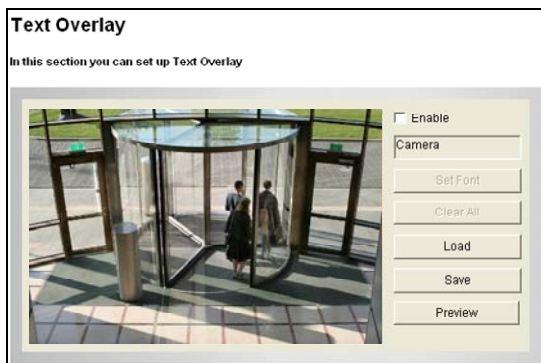 Text Overlay
In this section you can set up Text Overlay
Enable
Camera
Set Font
Clear All
Load
Save
Preview